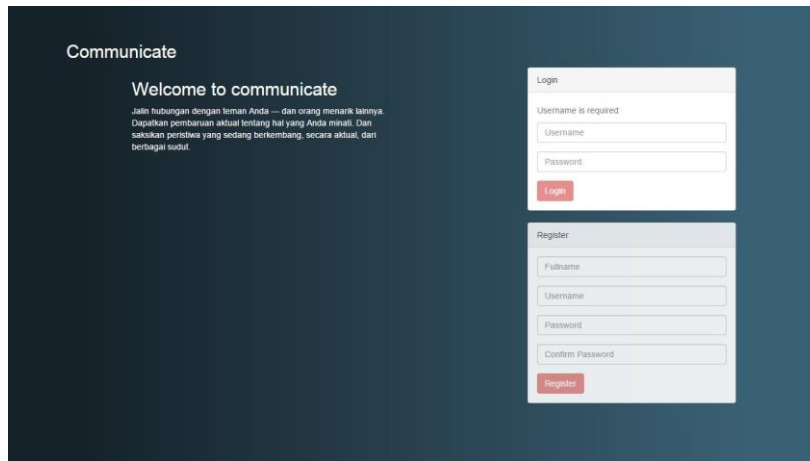 Communicate
Welcome to communicate
Jalin hubungan dengan teman Anda — dan orang menarik lainnya.
Dapatkan pembaruan aktual tentang hal yang Anda minati. Dan
saksikan peristiwa yang sedang berkembang, secara aktual, dari
berbagai sudut.
Login
Username is required
Username
Password
Login
Register
Fullname
Username
Password
Confirm Password
Register